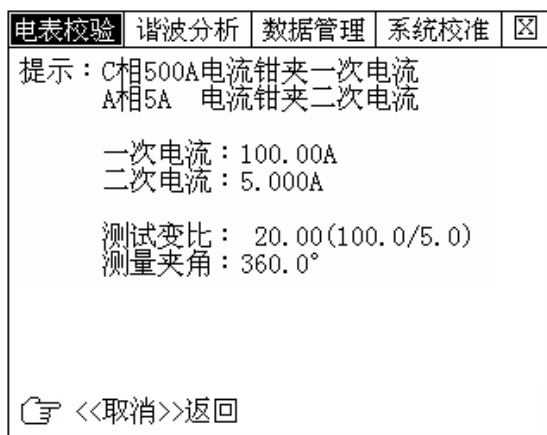 电表校验 谐波分析 数据管理 系统校准
提示：C相500A电流钳夹一次电流
A相5A 电流钳夹二次电流
一次电流：100.00A
二次电流：5.000A
测试变比： 20.00(100.0/5.0)
测量夹角：360.0°
<<取消>>返回